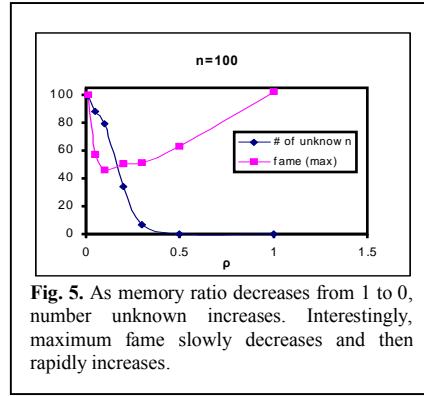 n=100
100
80
60
40
20
0
# of unknow n
fame (max)
0
0.5
1
1.5
ρ
Fig. 5. As memory ratio decreases from 1 to 0,
number unknown increases. Interestingly,
maximum fame slowly decreases and then
rapidly increases.